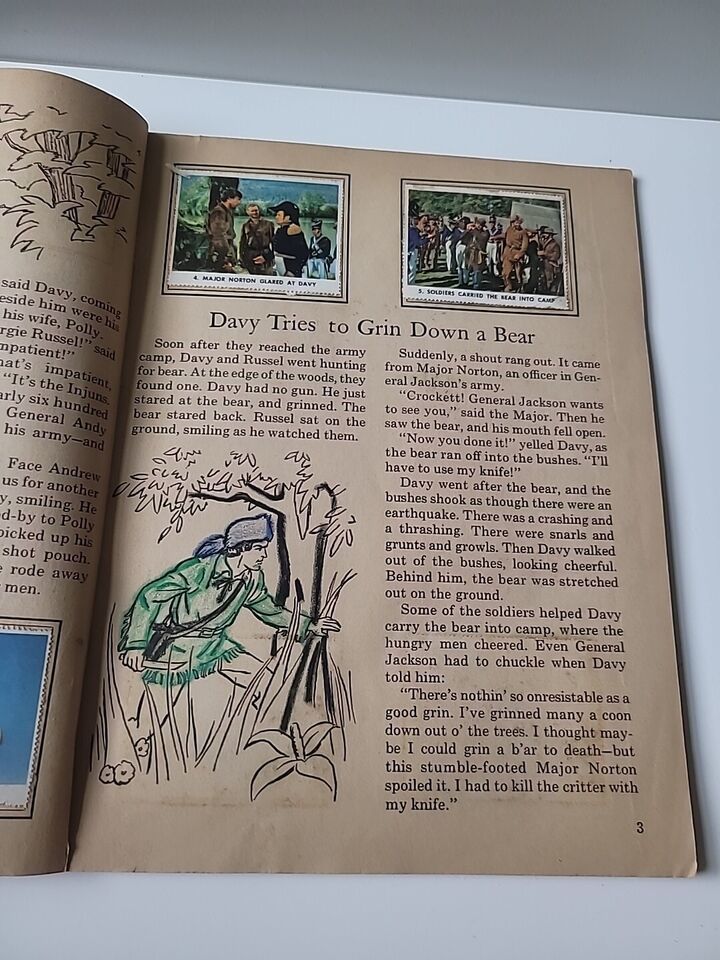 said Davy, coming
eside him were his
his wife, Polly.
rgie Russel!" said
mpatient!"
hat's impatient,
"It's the Injuns.
arly six hundred
General Andy
his army—and
Face Andrew
us for another
y, smiling. He
d-by to Polly
picked up his
shot pouch.
e rode away
men.
4. MAJOR NORTON GLARED AT DAVY
5. SOLDIERS CARRIED THE BEAR INTO CAMP
Davy Tries to Grin Down a Bear
Soon after they reached the army
camp, Davy and Russel went hunting
for bear. At the edge of the woods, they
found one. Davy had no gun. He just
stared at the bear, and grinned. The
bear stared back. Russel sat on the
ground, smiling as he watched them.
Suddenly, a shout rang out. It came
from Major Norton, an officer in Gen-
eral Jackson's army.
"Crockett! General Jackson wants
to see you," said the Major. Then he
saw the bear, and his mouth fell open.
"Now you done it!" yelled Davy, as
the bear ran off into the bushes. "I'll
have to use my knife!"
Davy went after the bear, and the
bushes shook as though there were an
earthquake. There was a crashing and
a thrashing. There were snarls and
grunts and growls. Then Davy walked
out of the bushes, looking cheerful.
Behind him, the bear was stretched
out on the ground.
Some of the soldiers helped Davy
carry the bear into camp, where the
hungry men cheered. Even General
Jackson had to chuckle when Davy
told him:
"There's nothin' so onresistable as a
good grin. I've grinned many a coon
down out o' the trees. I thought may-
be I could grin a b'ar to death—but
this stumble-footed Major Norton
spoiled it. I had to kill the critter with
my knife."
3